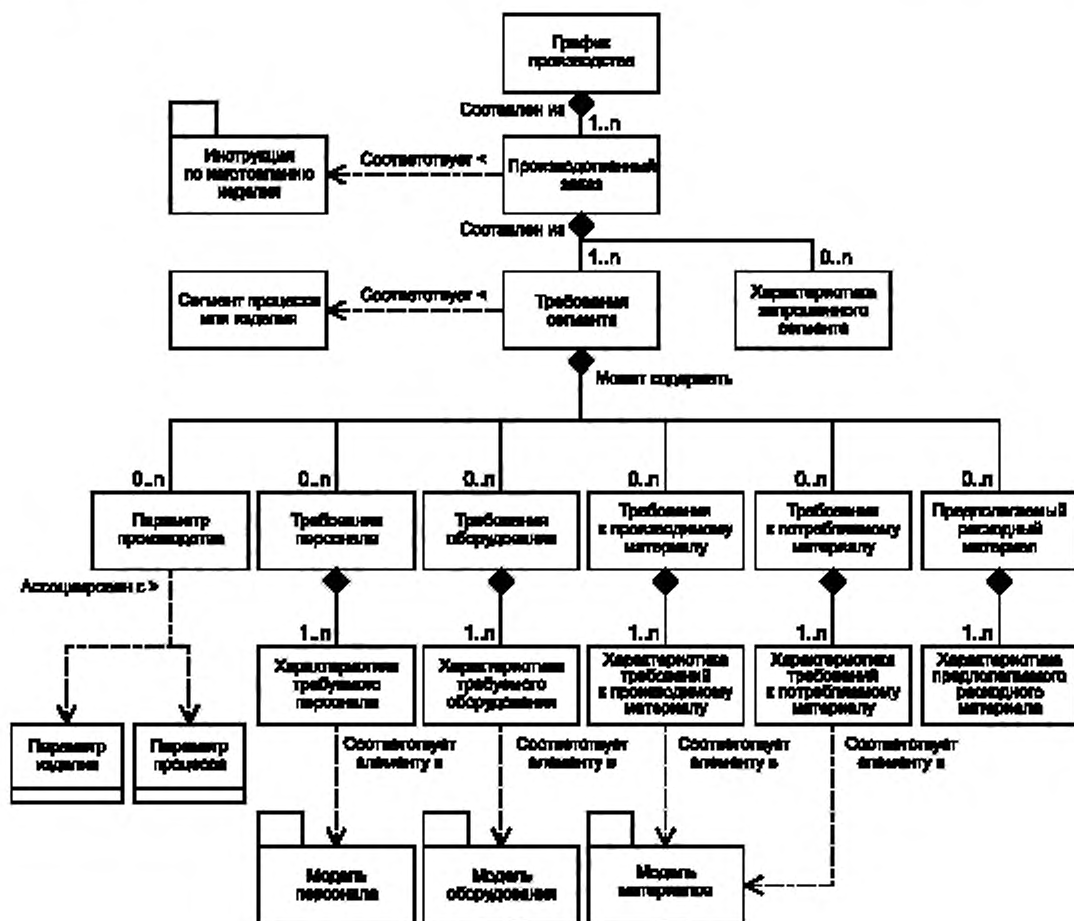 График
производства
Составлен из
1..n
Инструкция
по изготовлению
изделия
Соответствует <
Производственный
заказ
Составлен из
1..n
0..n
Сегмент процесса
или изделия
Соответствует <
Требования
сегмента
Характеристика
запрошенного
сегмента
Может содержать
0..n
0..n
0..n
0..n
0..n
0..n
Параметр
производства
Требования
персонала
Требования
оборудования
Требования
к производимому
материалу
Требования
к потребляемому
материалу
Предполагаемый
расходный
материал
Ассоциирован с >
1..n
1..n
1..n
1..n
1..n
Характеристика
требуемого
персонала
Характеристика
требуемого
оборудования
Характеристика
требований
к производимому
материалу
Характеристика
требований
к потребляемому
материалу
Характеристика
предполагаемого
расходного
материала
Параметр
изделия
Параметр
процесса
Соответствует
элементу в
Соответствует
элементу в
Соответствует
элементу в
Соответствует
элементу в
Модель
персонала
Модель
оборудования
Модель
материалов